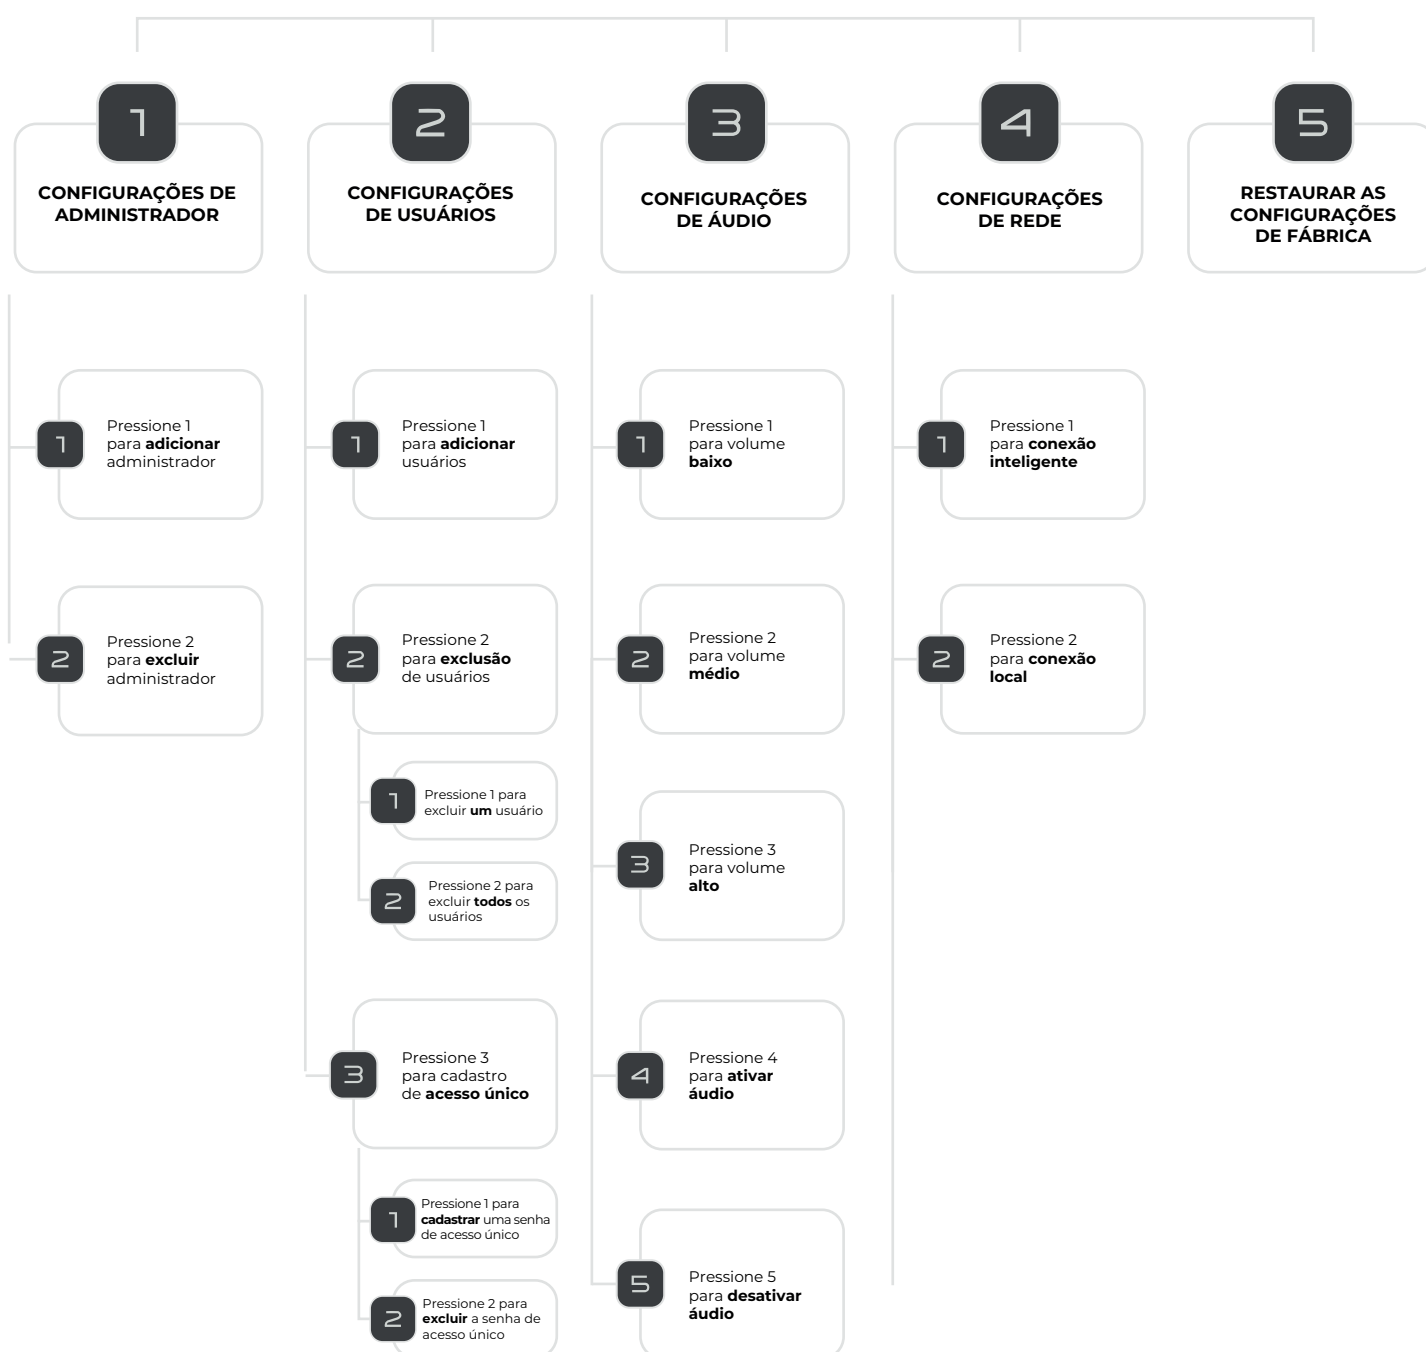 1
CONFIGURAÇÕES DE
ADMINISTRADOR
2
CONFIGURAÇÕES
DE USUÁRIOS
3
CONFIGURAÇÕES
DE ÁUDIO
4
CONFIGURAÇÕES
DE REDE
5
RESTAURAR AS
CONFIGURAÇÕES
DE FÁBRICA
1
Pressione 1
para adicionar
administrador
2
Pressione 2
para excluir
administrador
1
Pressione 1
para adicionar
usuários
2
Pressione 2
para exclusão
de usuários
1
Pressione 1 para
excluir um usuário
2
Pressione 2 para
excluir todos os
usuários
3
Pressione 3
para cadastro
de acesso único
1
Pressione 1 para
cadastrar uma senha
de acesso único
2
Pressione 2 para
excluir a senha de
acesso único
1
Pressione 1
para volume
baixo
2
Pressione 2
para volume
médio
3
Pressione 3
para volume
alto
4
Pressione 4
para ativar
áudio
5
Pressione 5
para desativar
áudio
1
Pressione 1
para conexão
inteligente
2
Pressione 2
para conexão
local